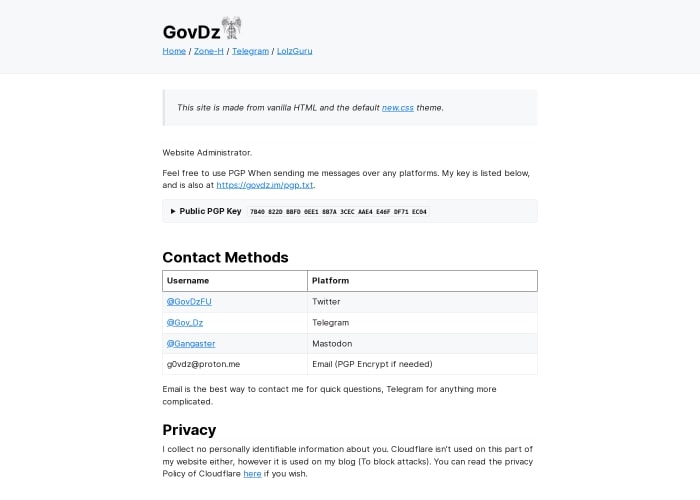 GovDz
Home / Zone-H / Telegram / LolzGuru
This site is made from vanilla HTML and the default new.css theme.
Website Administrator.
Feel free to use PGP When sending me messages over any platforms. My key is listed below,
and is also at https://govdz.im/pgp.txt.
▶ Public PGP Key 7B40 822D BBFD 0EE1 8B7A 3CEC AAE4 E46F DF71 EC04
Contact Methods
Username Platform
@GovDzFU Twitter
@Gov_Dz Telegram
@Gangaster Mastodon
g0vdz@proton.me Email (PGP Encrypt if needed)
Email is the best way to contact me for quick questions, Telegram for anything more
complicated.
Privacy
I collect no personally identifiable information about you. Cloudflare isn't used on this part of
my website either, however it is used on my blog (To block attacks). You can read the privacy
Policy of Cloudflare here if you wish.